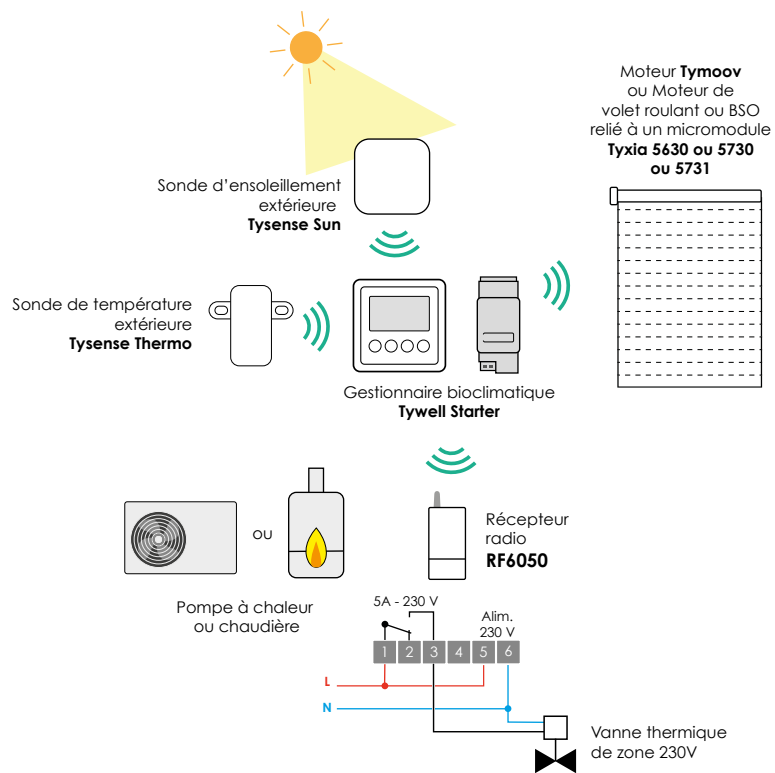 Moteur Tymoov
ou Moteur de
volet roulant ou BSO
relié à un micromodule
Tyxia 5630 ou 5730
ou 5731
Sonde d'ensoleillement
extérieure
Tysense Sun
Sonde de température
extérieure
Tysense Thermo
Gestionnaire bioclimatique
Tywell Starter
ou
Récepteur
radio
RF6050
Pompe à chaleur
ou chaudière
5A - 230 V
Alim.
230 V
1 2 3 4 5 6
L
N
Vanne thermique
de zone 230V